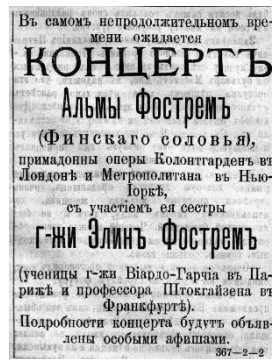 Въ самомъ непродолжительномъ вре-
мени ожидается
КОНЦЕРТЪ
Альмы Фостремъ
(Финскаго соловья),
примадонны оперы Колонтгарденъ въ
Лондонѣ и Метрополитана въ Нью-
Іоркѣ,
съ участіемъ ея сестры
г-жи Элинъ Фостремъ
(ученицы г-жи Віардо-Гарчіа въ Па-
рижѣ и профессора Штокгайзена въ
Франкфуртѣ).
Подробности концерта будутъ объяв-
лены особыми афишами.
367—2—2